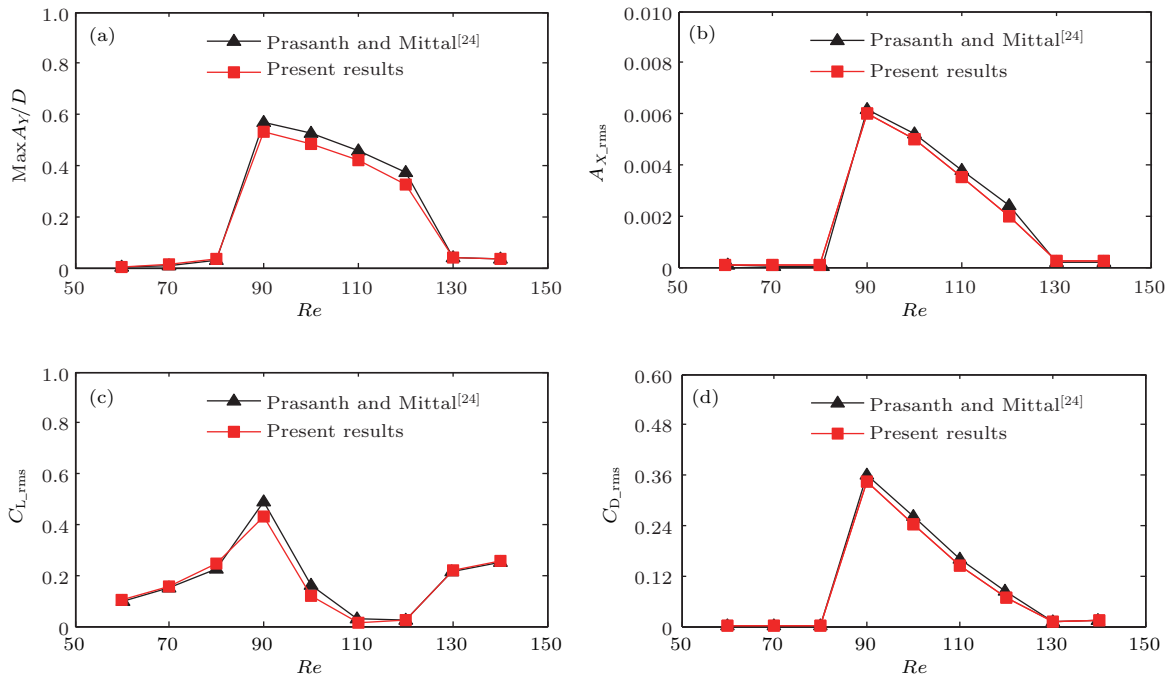 (a)
Prasanth and Mittal[24]
Present results
1.0
0.8
0.6
0.4
0.2
0
Max A_Y/D
50 70 90 110 130 150
Re
(b)
Prasanth and Mittal[24]
Present results
0.010
0.008
0.006
0.004
0.002
0
A_X_rms
50 70 90 110 130 150
Re
(c)
Prasanth and Mittal[24]
Present results
1.0
0.8
0.6
0.4
0.2
0
C_L_rms
50 70 90 110 130 150
Re
(d)
Prasanth and Mittal[24]
Present results
0.60
0.48
0.36
0.24
0.12
0
C_D_rms
50 70 90 110 130 150
Re